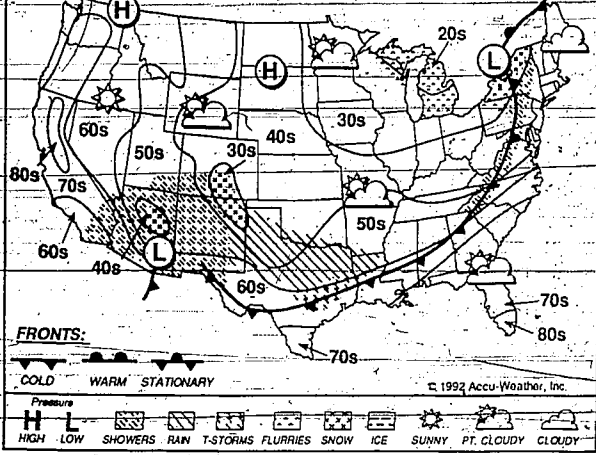 H
20s
H
L
60s
40s
30s
50s
30s
80s
70s
50s
60s
L
40s
60s
70s
80s
70s
FRONTS:
COLD WARM STATIONARY
© 1992 Accu-Weather, Inc.
Pressure
H L
HIGH LOW SHOWERS RAIN T-STORMS FLURRIES SNOW ICE SUNNY PT. CLOUDY CLOUDY